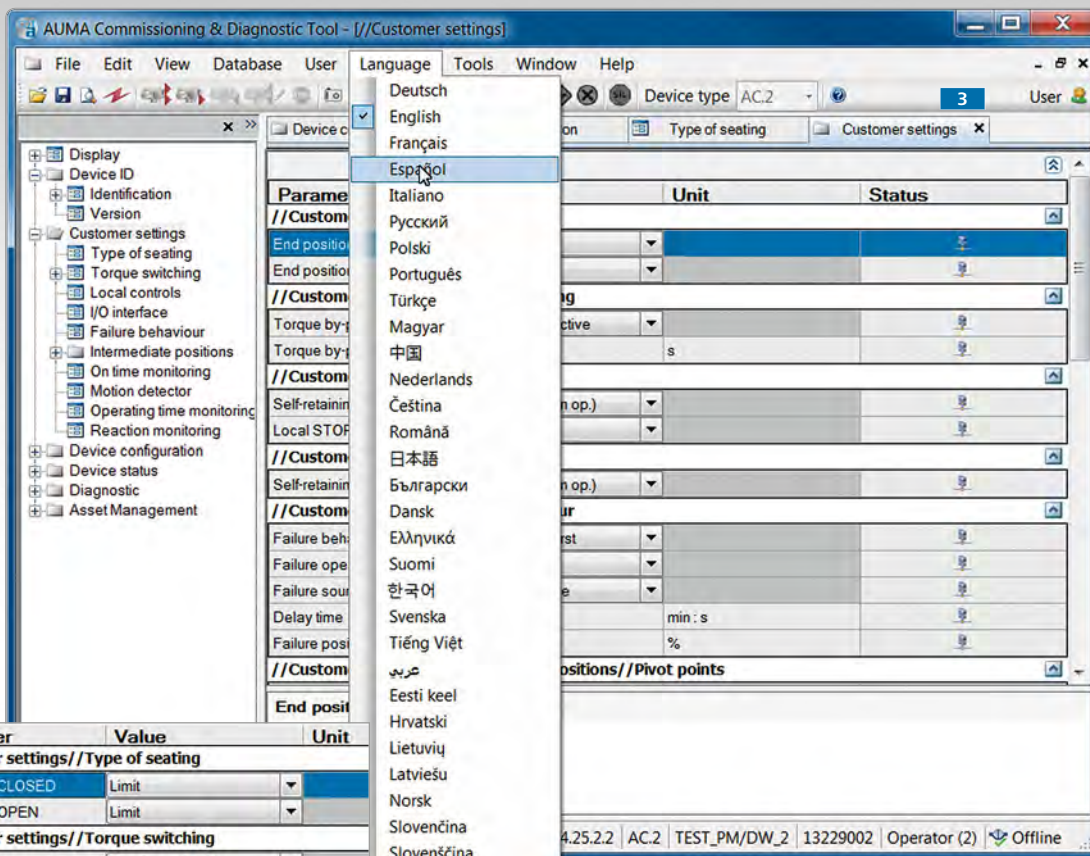 AUMA Commissioning & Diagnostic Tool - [//Customer settings]
File Edit View Database User Language Tools Window Help
Device type AC.2
3
User
Device c
on
Type of seating
Customer settings
Display
Device ID
Identification
Version
Customer settings
Type of seating
Torque switching
Local controls
I/O interface
Failure behaviour
Intermediate positions
On time monitoring
Motion detector
Operating time monitoring
Reaction monitoring
Device configuration
Device status
Diagnostic
Asset Management
Deutsch
English
Français
Español
Italiano
Русский
Polski
Português
Türkçe
Magyar
中国
Nederlands
Čeština
Română
日本語
Български
Dansk
Ελληνικά
Suomi
한국어
Svenska
Tiếng Việt
عربي
Eesti keel
Hrvatski
Lietuvių
Latviešu
Norsk
Slovenčina
Slovenščina
Parame Unit Status
//Custom
End position
End position
//Custom ng
Torque by-p ctive
Torque by-p s
//Custom
Self-retainin n op.)
Local STOP
//Custom
Self-retainin n op.)
//Custom ur
Failure beha rst
Failure ope
Failure sour e
Delay time min : s
Failure posi %
//Custom ositions//Pivot points
End posit
er Value Unit
r settings//Type of seating
CLOSED Limit
OPEN Limit
r settings//Torque switching
4.25.2.2 AC.2 TEST_PM/DW_2 13229002 Operator (2) Offline